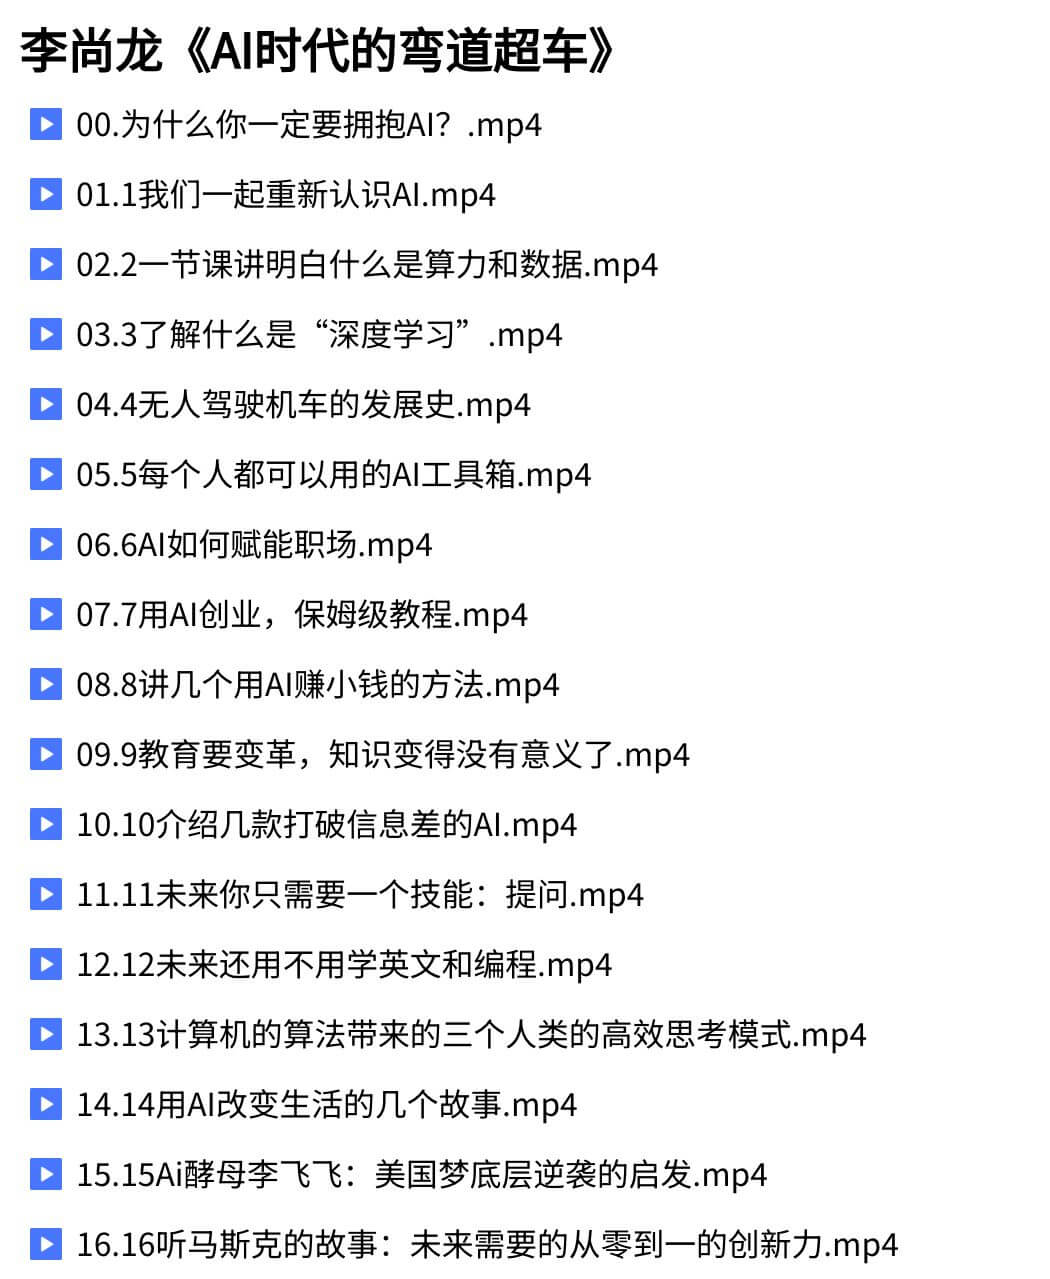 李尚龙《AI时代的弯道超车》
00.为什么你一定要拥抱AI？.mp4
01.1我们一起重新认识AI.mp4
02.2一节课讲明白什么是算力和数据.mp4
03.3了解什么是“深度学习”.mp4
04.4无人驾驶机车的发展史.mp4
05.5每个人都可以用的AI工具箱.mp4
06.6AI如何赋能职场.mp4
07.7用AI创业，保姆级教程.mp4
08.8讲几个用AI赚小钱的方法.mp4
09.9教育要变革，知识变得没有意义了.mp4
10.10介绍几款打破信息差的AI.mp4
11.11未来你只需要一个技能：提问.mp4
12.12未来还用不用学英文和编程.mp4
13.13计算机的算法带来的三个人类的高效思考模式.mp4
14.14用AI改变生活的几个故事.mp4
15.15Ai酵母李飞飞：美国梦底层逆袭的启发.mp4
16.16听马斯克的故事：未来需要的从零到一的创新力.mp4